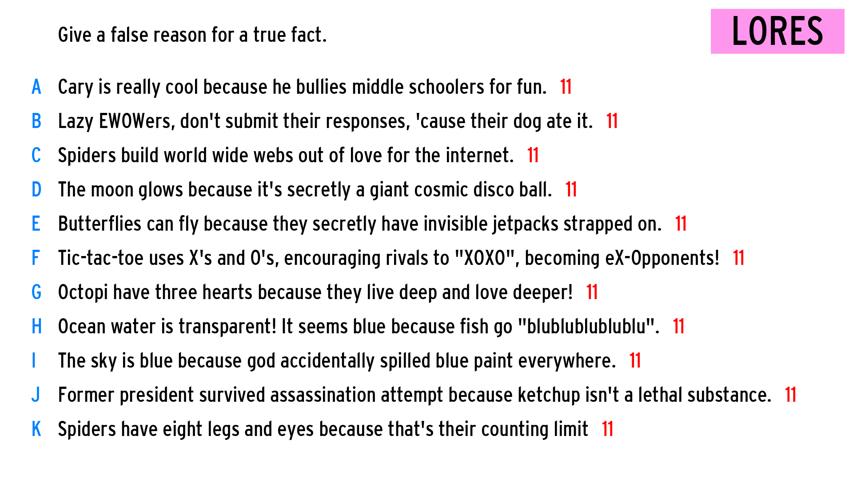 Give a false reason for a true fact.
LORES
A Cary is really cool because he bullies middle schoolers for fun. 11
B Lazy EWOWers, don't submit their responses, 'cause their dog ate it. 11
C Spiders build world wide webs out of love for the internet. 11
D The moon glows because it's secretly a giant cosmic disco ball. 11
E Butterflies can fly because they secretly have invisible jetpacks strapped on. 11
F Tic-tac-toe uses X's and O's, encouraging rivals to "XOXO", becoming eX-Opponents! 11
G Octopi have three hearts because they live deep and love deeper! 11
H Ocean water is transparent! It seems blue because fish go "blublublublublu". 11
I The sky is blue because god accidentally spilled blue paint everywhere. 11
J Former president survived assassination attempt because ketchup isn't a lethal substance. 11
K Spiders have eight legs and eyes because that's their counting limit 11